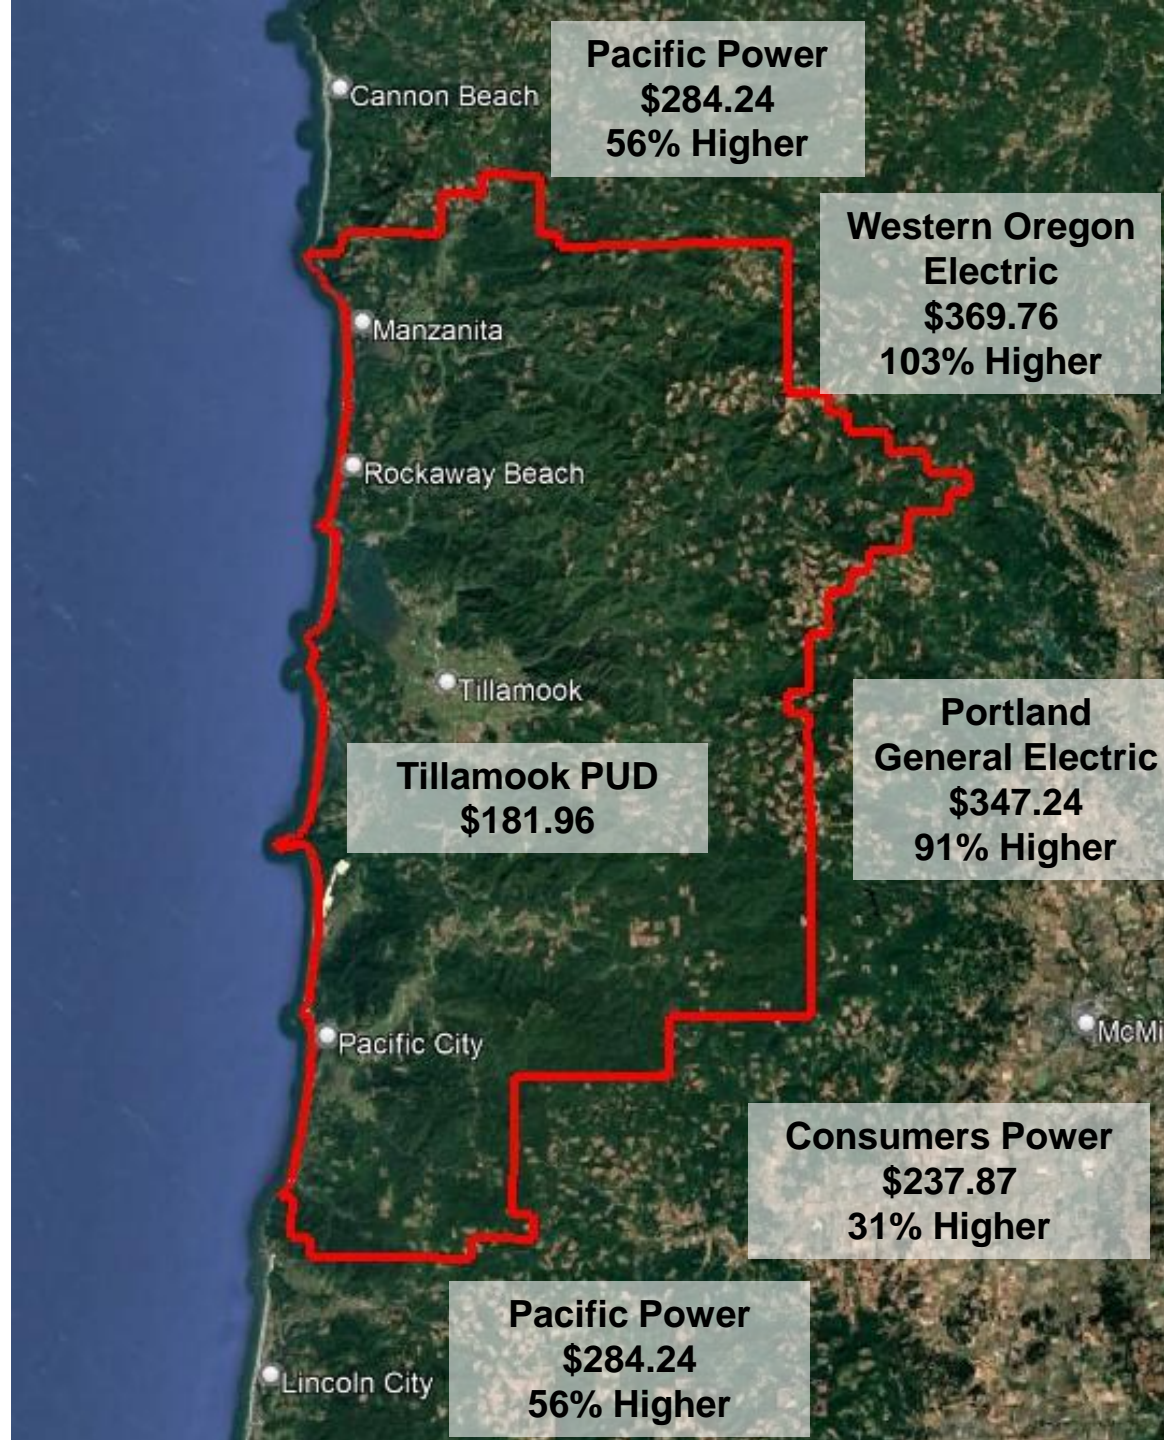 Pacific Power
$284.24
56% Higher
Cannon Beach
Western Oregon
Electric
$369.76
103% Higher
Manzanita
Rockaway Beach
Tillamook
Portland
General Electric
$347.24
91% Higher
Tillamook PUD
$181.96
Pacific City
McMi
Consumers Power
$237.87
31% Higher
Pacific Power
$284.24
56% Higher
Lincoln City